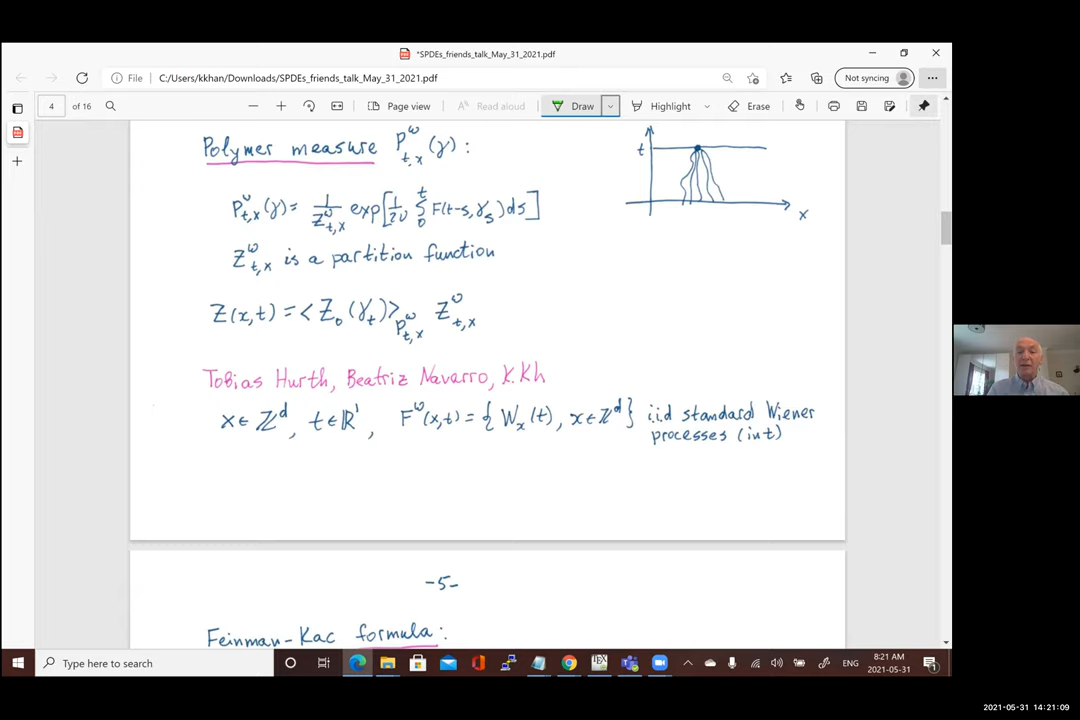 *SPDEs_friends_talk_May_31_2021.pdf
File C:/Users/kkhan/Downloads/SPDEs_friends_talk_May_31_2021.pdf Not syncing
4 of 16 Page view Read aloud Draw Highlight Erase
Polymer measure P^ω_{t,x}(γ) :
t
x
P^ω_{t,x}(γ) = 1/Z^ω_{t,x} exp[1/2ν ∫_0^t F(t-s, γ_s) ds]
Z^ω_{t,x} is a partition function
Z(x,t) = <Z_0(γ_t)>_{P^ω_{t,x}} Z^ω_{t,x}
Tobias Hurth, Beatriz Navarro, K.Kh
x ∈ ℤ^d, t ∈ ℝ^1, F^ω(x,t) = {W_x(t), x ∈ ℤ^d} i.i.d standard Wiener
processes (in t)
-5-
Feinman-Kac formula:
Type here to search
ENG
8:21 AM
2021-05-31
1
2021-05-31 14:21:09